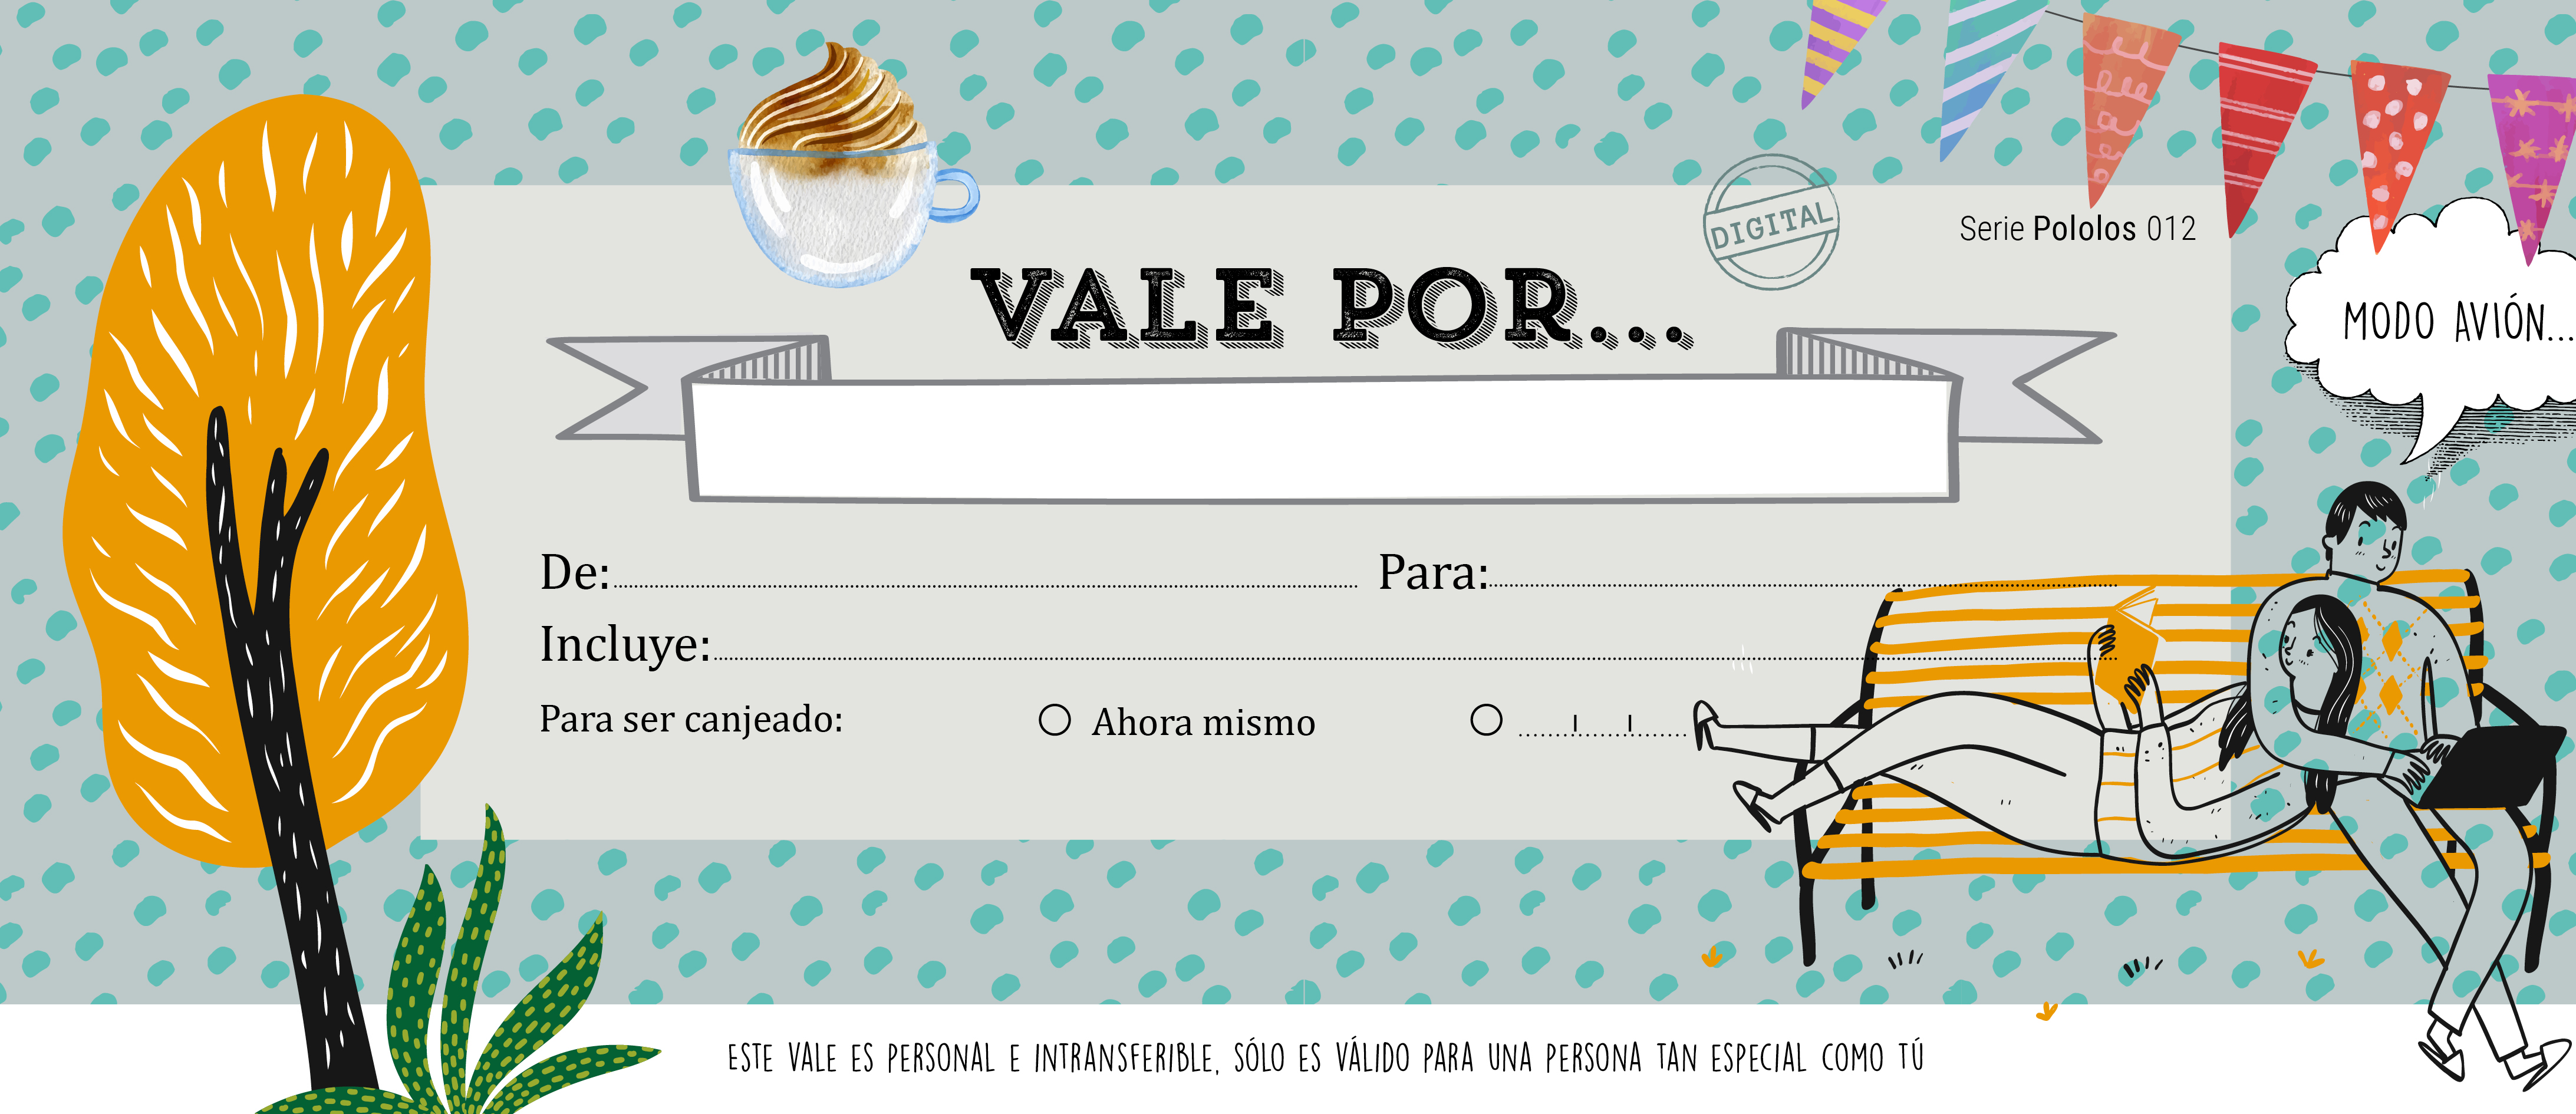 DIGITAL
Serie Pololos 012
VALE POR...
MODO AVIÓN...
De: Para:
Incluye:
Para ser canjeado: Ahora mismo
ESTE VALE ES PERSONAL E INTRANSFERIBLE, SÓLO ES VÁLIDO PARA UNA PERSONA TAN ESPECIAL COMO TÚ